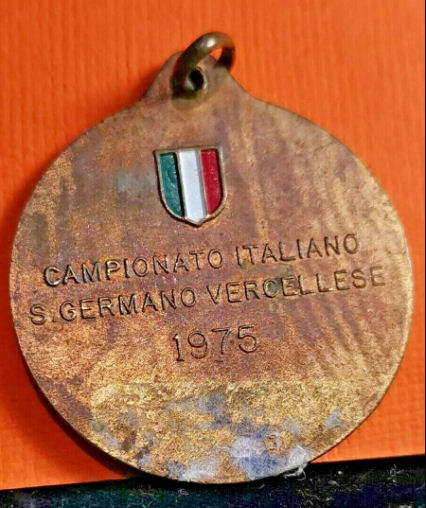 CAMPIONATO ITALIANO
S. GERMANO VERCELLESE
1975